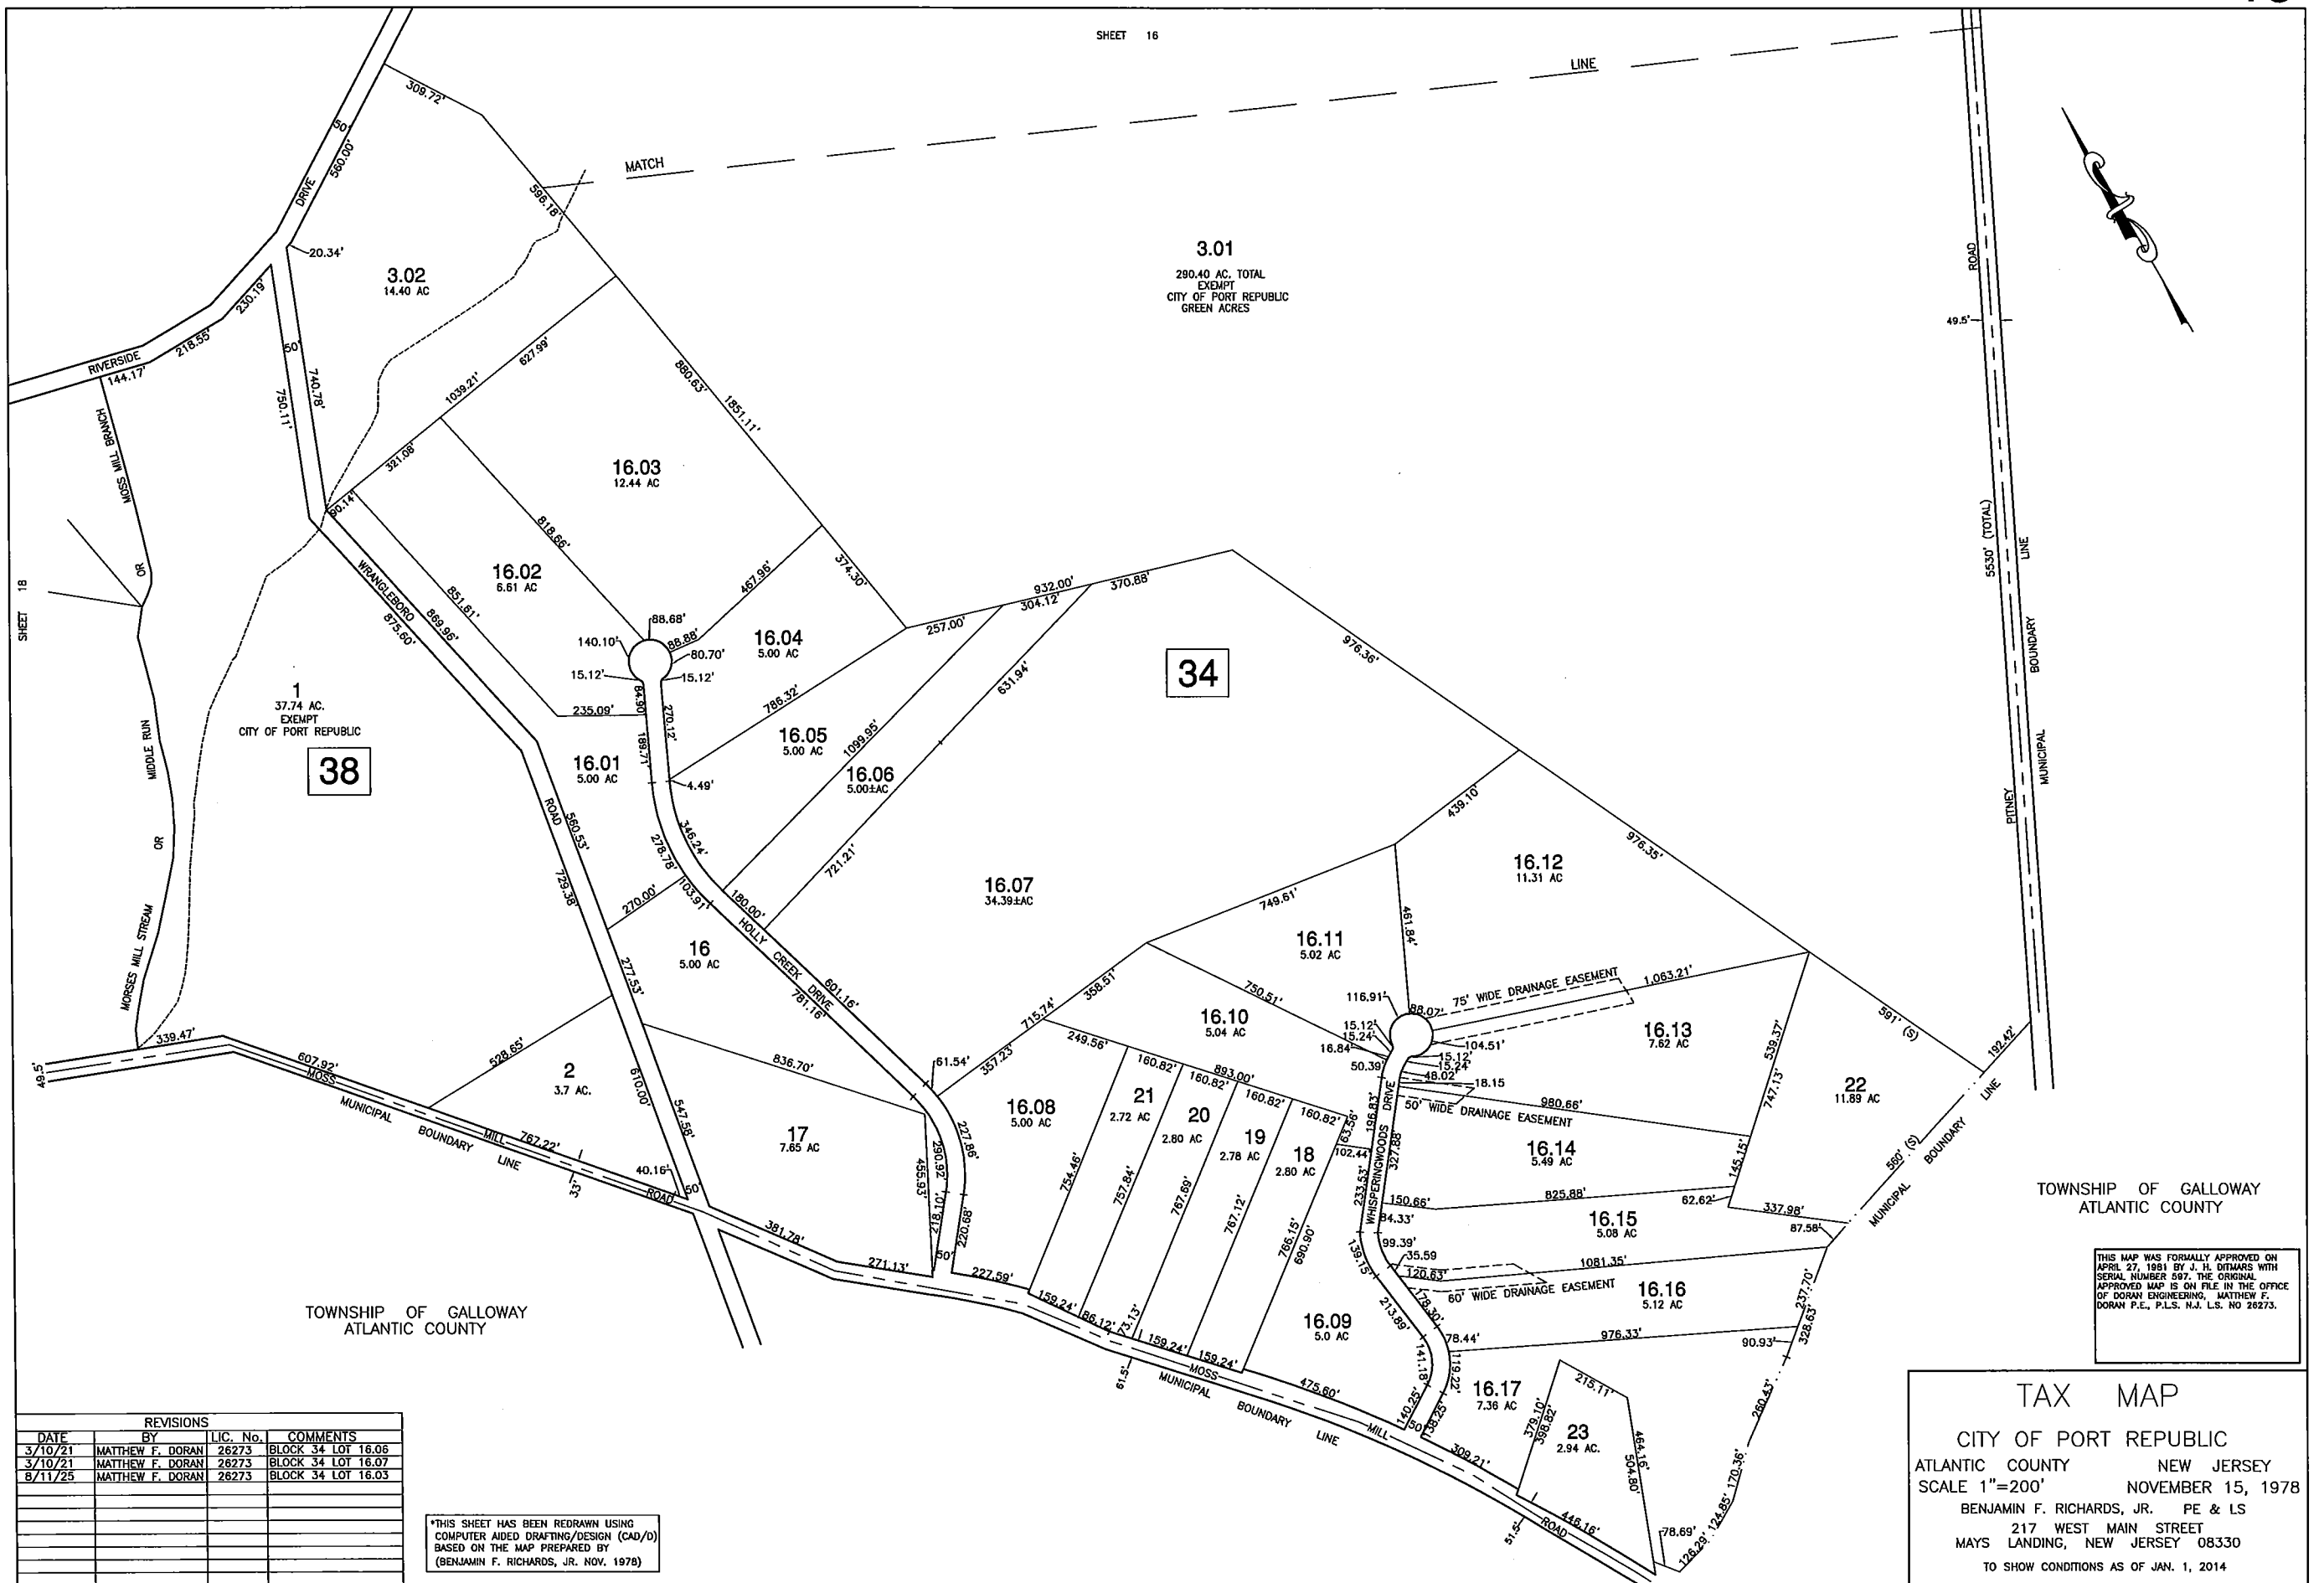 SHEET 16
MATCH
LINE
309.72'
50'
560.00'
DRIVE
596.18'
20.34'
3.02
14.40 AC
3.01
290.40 AC. TOTAL
EXEMPT
CITY OF PORT REPUBLIC
GREEN ACRES
ROAD
49.5'
5530' (TOTAL)
LINE
BOUNDARY
MUNICIPAL
PITNEY
230.19'
218.55'
RIVERSIDE
144.17'
50'
740.78'
750.11'
627.99'
1039.21'
880.63'
1851.11'
321.08'
90.14'
MOSS MILL BRANCH
OR
MIDDLE RUN
OR
MORSES MILL STREAM
SHEET 18
16.03
12.44 AC
818.66'
467.96'
374.30'
16.02
6.61 AC
851.61'
WRANGLEBORO
869.96'
875.60'
88.68'
140.10'
88.88'
80.70'
15.12'
15.12'
84.90'
235.09'
270.12'
189.71'
4.49'
16.04
5.00 AC
257.00'
932.00'
304.12'
370.88'
786.32'
631.94'
34
976.36'
1
37.74 AC.
EXEMPT
CITY OF PORT REPUBLIC
38
16.01
5.00 AC
16.05
5.00 AC
1099.95'
16.06
5.00±AC
721.21'
ROAD
560.53'
729.38'
346.24'
278.78'
103.91'
270.00'
180.00'
HOLLY
CREEK
DRIVE
601.16'
781.16'
16
5.00 AC
277.53'
16.07
34.39±AC
439.10'
976.35'
16.12
11.31 AC
749.61'
461.84'
16.11
5.02 AC
750.51'
358.51'
715.74'
357.23'
16.10
5.04 AC
116.91'
88.07'
75' WIDE DRAINAGE EASEMENT
1,063.21'
15.12'
15.24'
16.84'
50.39'
104.51'
15.12'
15.24'
48.02'
18.15
50' WIDE DRAINAGE EASEMENT
980.66'
16.13
7.62 AC
539.37'
747.13'
591' (S)
192.42'
22
11.89 AC
560' (S)
MUNICIPAL
BOUNDARY
LINE
339.47'
49.5'
607.92'
MOSS
MUNICIPAL
BOUNDARY
LINE
MILL
767.22'
33'
ROAD
40.16'
50'
528.65'
2
3.7 AC.
610.00'
547.58'
836.70'
17
7.65 AC
61.54'
455.93'
290.92'
227.86'
218.10'
220.68'
50'
381.78'
271.13'
227.59'
16.08
5.00 AC
249.56'
160.82'
893.00'
160.82'
160.82'
160.82'
21
2.72 AC
20
2.80 AC
19
2.78 AC
18
2.80 AC
754.46'
757.84'
767.69'
767.12'
766.15'
690.90'
63.56'
102.44'
196.83'
327.88'
233.53'
WHISPERINGWOODS DRIVE
16.14
5.49 AC
145.15'
150.66'
825.88'
62.62'
84.33'
337.98'
87.58'
16.15
5.08 AC
99.39'
139.15'
35.59
120.63'
1081.35'
60' WIDE DRAINAGE EASEMENT
178.30'
213.89'
16.16
5.12 AC
237.70'
328.63'
16.09
5.0 AC
78.44'
976.33'
90.93'
141.18'
119.22'
140.25'
138.25'
50'
159.24'
86.12'
73.13'
159.24'
159.24'
61.5'
MOSS
MUNICIPAL
BOUNDARY
LINE
475.60'
MILL
309.21'
16.17
7.36 AC
215.11'
379.10'
398.82'
23
2.94 AC.
464.16'
504.80'
446.16'
ROAD
51.5'
78.69'
126.29'
124.85'
170.36'
260.43'
TOWNSHIP OF GALLOWAY
ATLANTIC COUNTY
TOWNSHIP OF GALLOWAY
ATLANTIC COUNTY
THIS MAP WAS FORMALLY APPROVED ON
APRIL 27, 1981 BY J. H. DITMARS WITH
SERIAL NUMBER 597. THE ORIGINAL
APPROVED MAP IS ON FILE IN THE OFFICE
OF DORAN ENGINEERING, MATTHEW F.
DORAN P.E., P.L.S. N.J. L.S. NO 26273.
REVISIONS
DATE BY LIC. No. COMMENTS
3/10/21 MATTHEW F. DORAN 26273 BLOCK 34 LOT 16.06
3/10/21 MATTHEW F. DORAN 26273 BLOCK 34 LOT 16.07
8/11/25 MATTHEW F. DORAN 26273 BLOCK 34 LOT 16.03
*THIS SHEET HAS BEEN REDRAWN USING
COMPUTER AIDED DRAFTING/DESIGN (CAD/D)
BASED ON THE MAP PREPARED BY
(BENJAMIN F. RICHARDS, JR. NOV. 1978)
TAX MAP
CITY OF PORT REPUBLIC
ATLANTIC COUNTY NEW JERSEY
SCALE 1"=200' NOVEMBER 15, 1978
BENJAMIN F. RICHARDS, JR. PE & LS
217 WEST MAIN STREET
MAYS LANDING, NEW JERSEY 08330
TO SHOW CONDITIONS AS OF JAN. 1, 2014